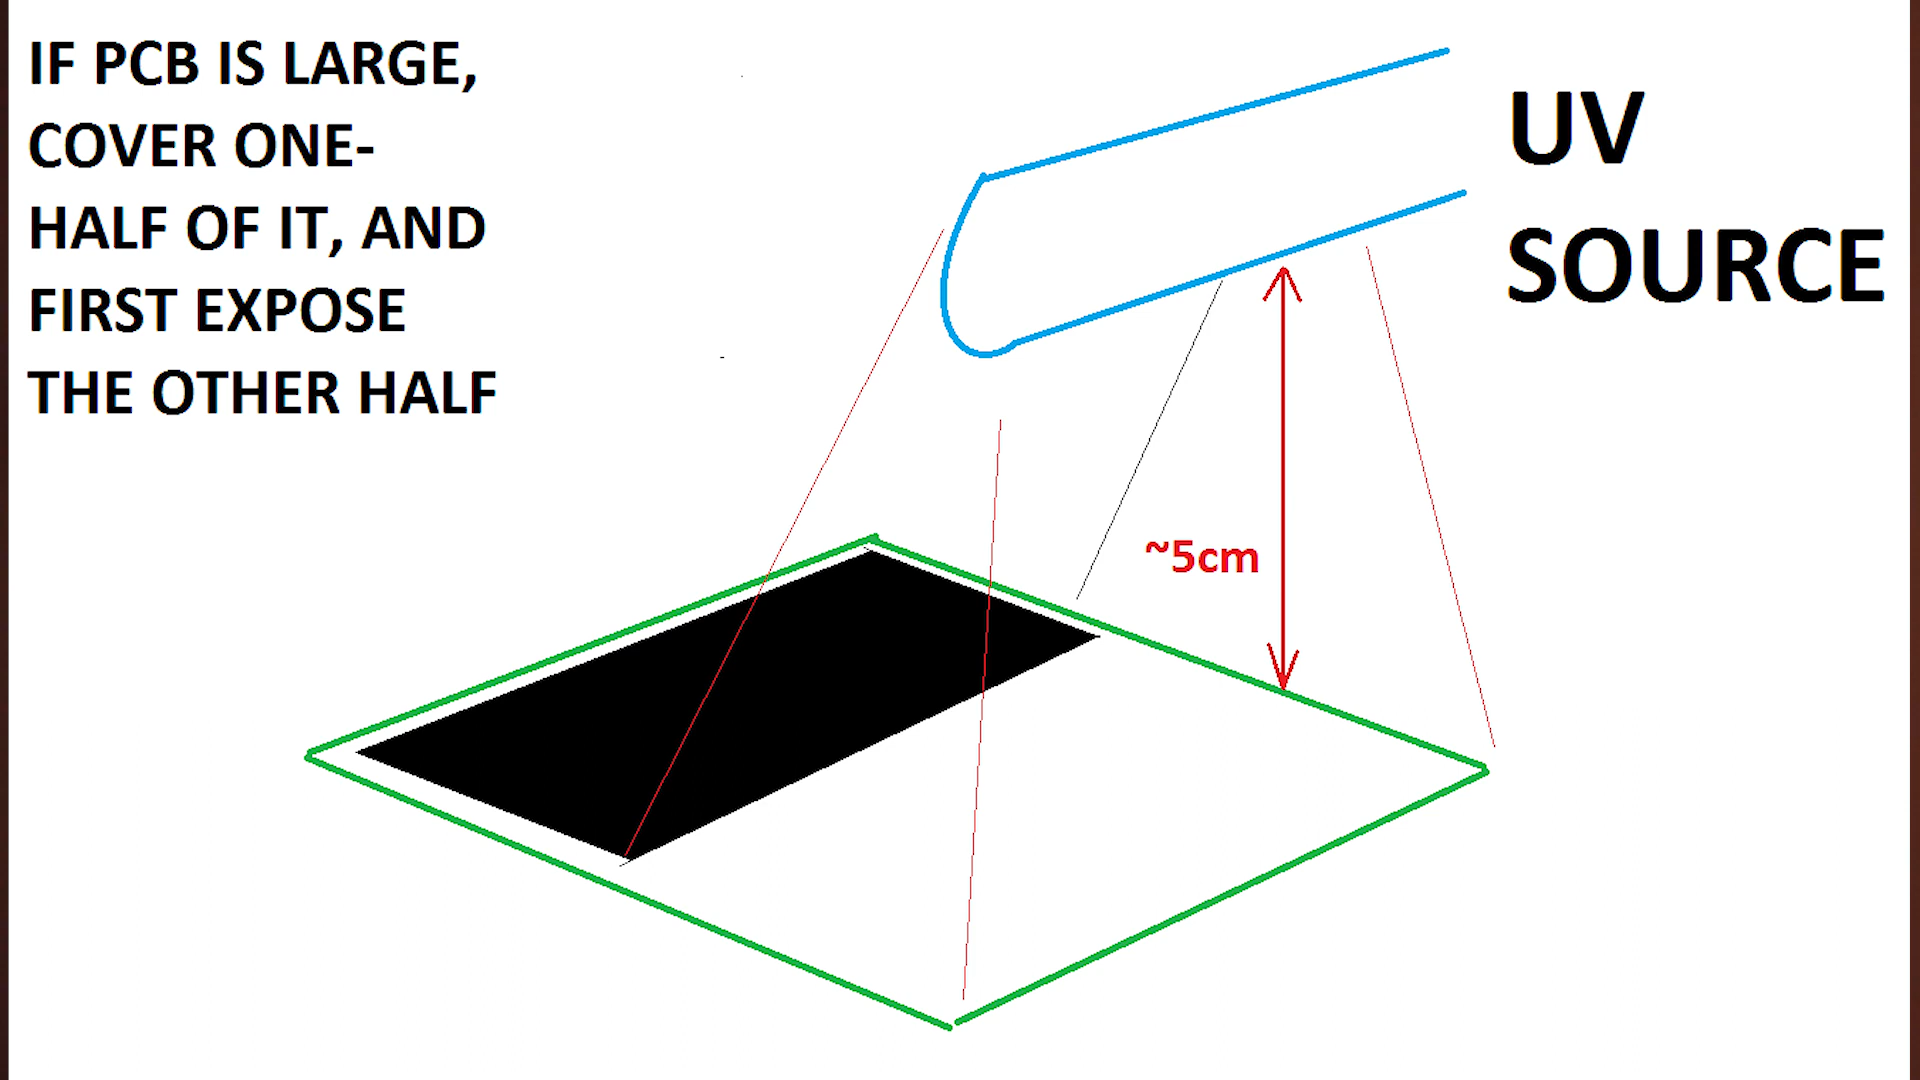 IF PCB IS LARGE,
COVER ONE-
HALF OF IT, AND
FIRST EXPOSE
THE OTHER HALF
UV
SOURCE
~5cm